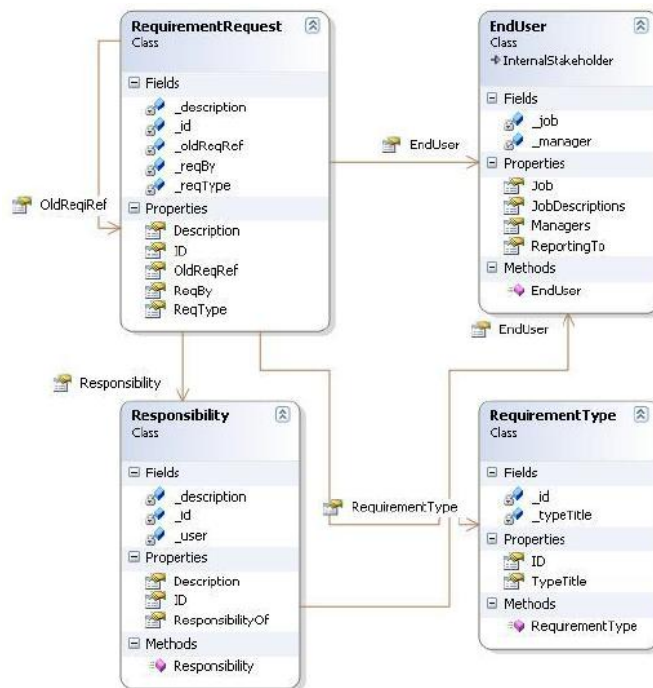 RequirementRequest
Class
Fields
_description
_id
_oldReqRef
_reqBy
_reqType
Properties
Description
ID
OldReqRef
ReqBy
ReqType
OldReqiRef
EndUser
EndUser
Class
InternalStakeholder
Fields
_job
_manager
Properties
Job
JobDescriptions
Managers
ReportingTo
Methods
EndUser
EndUser
Responsibility
Responsibility
Class
Fields
_description
_id
_user
Properties
Description
ID
ResponsibilityOf
Methods
Responsibility
RequirementType
RequirementType
Class
Fields
_id
_typeTitle
Properties
ID
TypeTitle
Methods
RequirementType